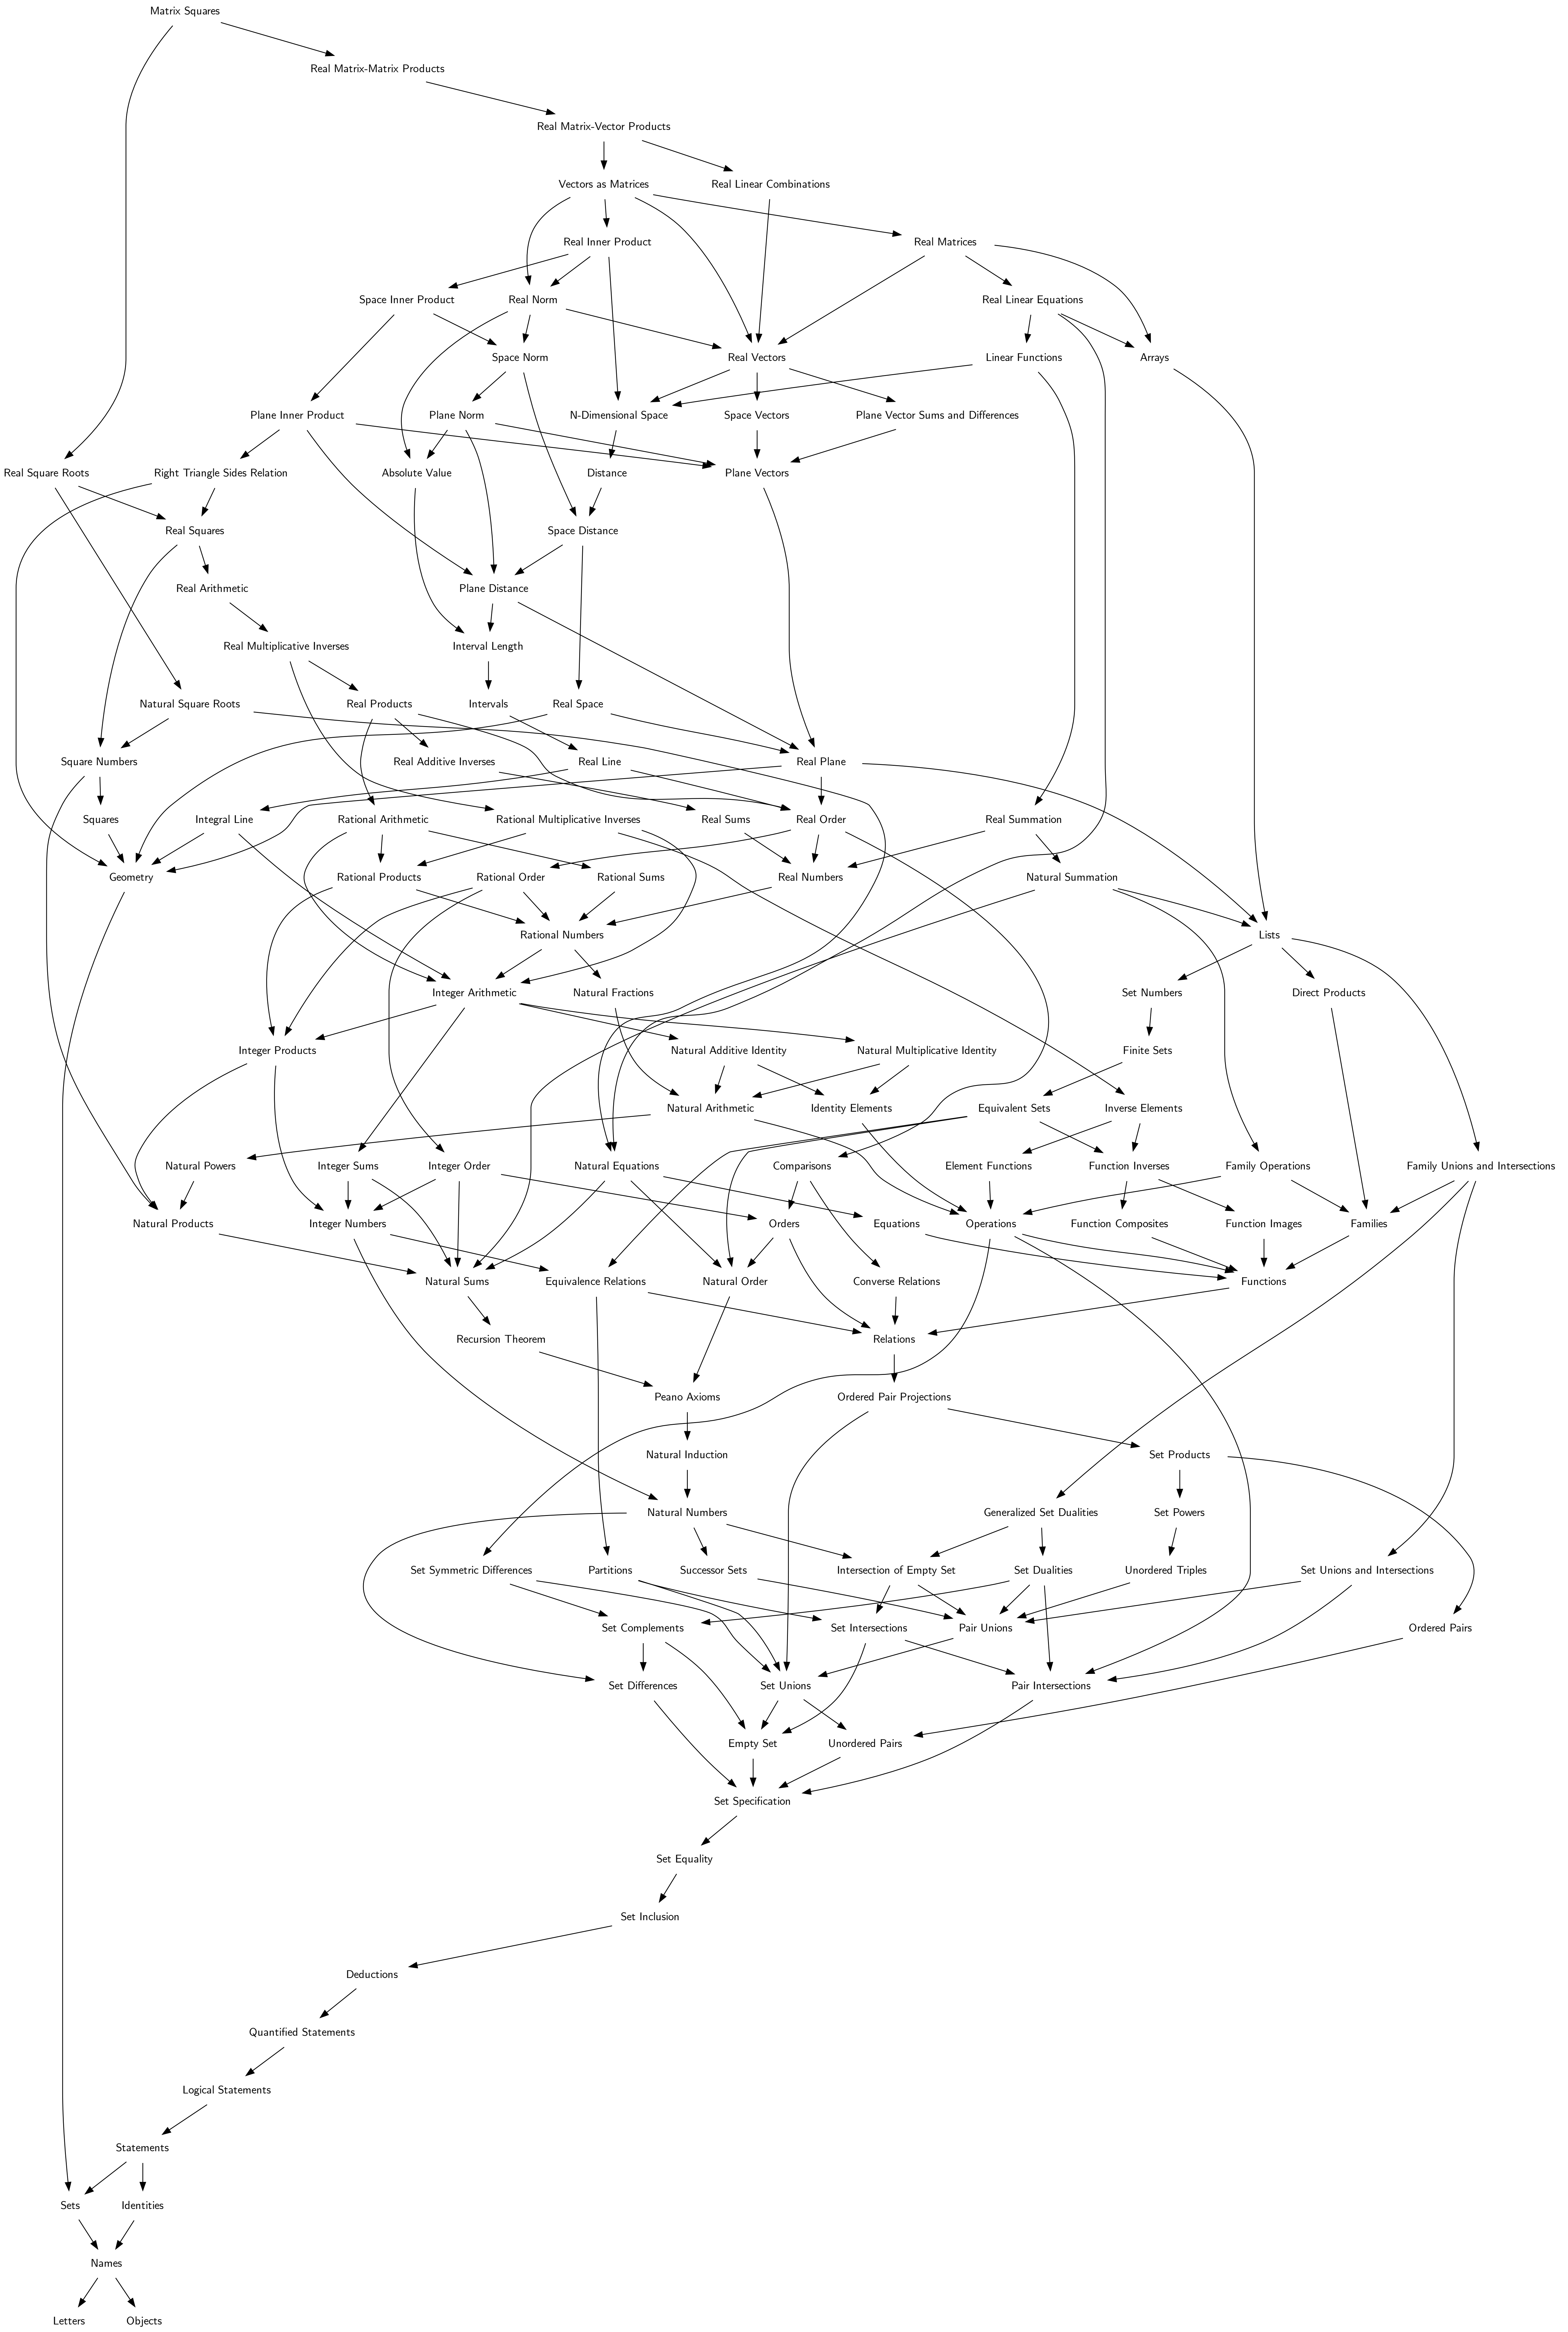 Matrix Squares
Real Matrix-Matrix Products
Real Matrix-Vector Products
Vectors as Matrices
Real Linear Combinations
Real Inner Product
Real Matrices
Space Inner Product
Real Norm
Real Linear Equations
Space Norm
Real Vectors
Linear Functions
Arrays
Plane Inner Product
Plane Norm
N-Dimensional Space
Space Vectors
Plane Vector Sums and Differences
Real Square Roots
Right Triangle Sides Relation
Absolute Value
Distance
Plane Vectors
Real Squares
Space Distance
Real Arithmetic
Plane Distance
Real Multiplicative Inverses
Interval Length
Natural Square Roots
Real Products
Intervals
Real Space
Square Numbers
Real Additive Inverses
Real Line
Real Plane
Squares
Integral Line
Rational Arithmetic
Rational Multiplicative Inverses
Real Sums
Real Order
Real Summation
Geometry
Rational Products
Rational Order
Rational Sums
Real Numbers
Natural Summation
Rational Numbers
Lists
Integer Arithmetic
Natural Fractions
Set Numbers
Direct Products
Integer Products
Natural Additive Identity
Natural Multiplicative Identity
Finite Sets
Natural Arithmetic
Identity Elements
Equivalent Sets
Inverse Elements
Natural Powers
Integer Sums
Integer Order
Natural Equations
Comparisons
Element Functions
Function Inverses
Family Operations
Family Unions and Intersections
Natural Products
Integer Numbers
Orders
Equations
Operations
Function Composites
Function Images
Families
Natural Sums
Equivalence Relations
Natural Order
Converse Relations
Functions
Recursion Theorem
Relations
Peano Axioms
Ordered Pair Projections
Natural Induction
Set Products
Natural Numbers
Generalized Set Dualities
Set Powers
Set Symmetric Differences
Partitions
Successor Sets
Intersection of Empty Set
Set Dualities
Unordered Triples
Set Unions and Intersections
Set Complements
Set Intersections
Pair Unions
Ordered Pairs
Set Differences
Set Unions
Pair Intersections
Empty Set
Unordered Pairs
Set Specification
Set Equality
Set Inclusion
Deductions
Quantified Statements
Logical Statements
Statements
Sets
Identities
Names
Letters
Objects